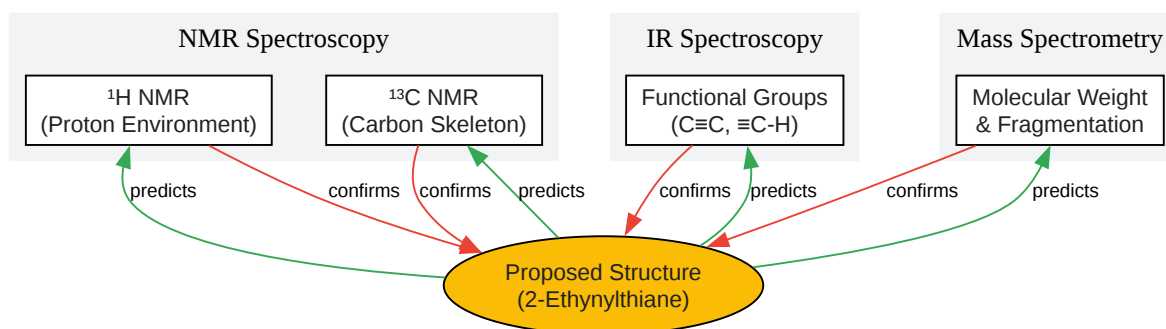 NMR Spectroscopy
IR Spectroscopy
Mass Spectrometry
¹H NMR
(Proton Environment)
¹³C NMR
(Carbon Skeleton)
Functional Groups
(C≡C, ≡C-H)
Molecular Weight
& Fragmentation
predicts
confirms
confirms
predicts
confirms
predicts
confirms
predicts
Proposed Structure
(2-Ethynylthiane)